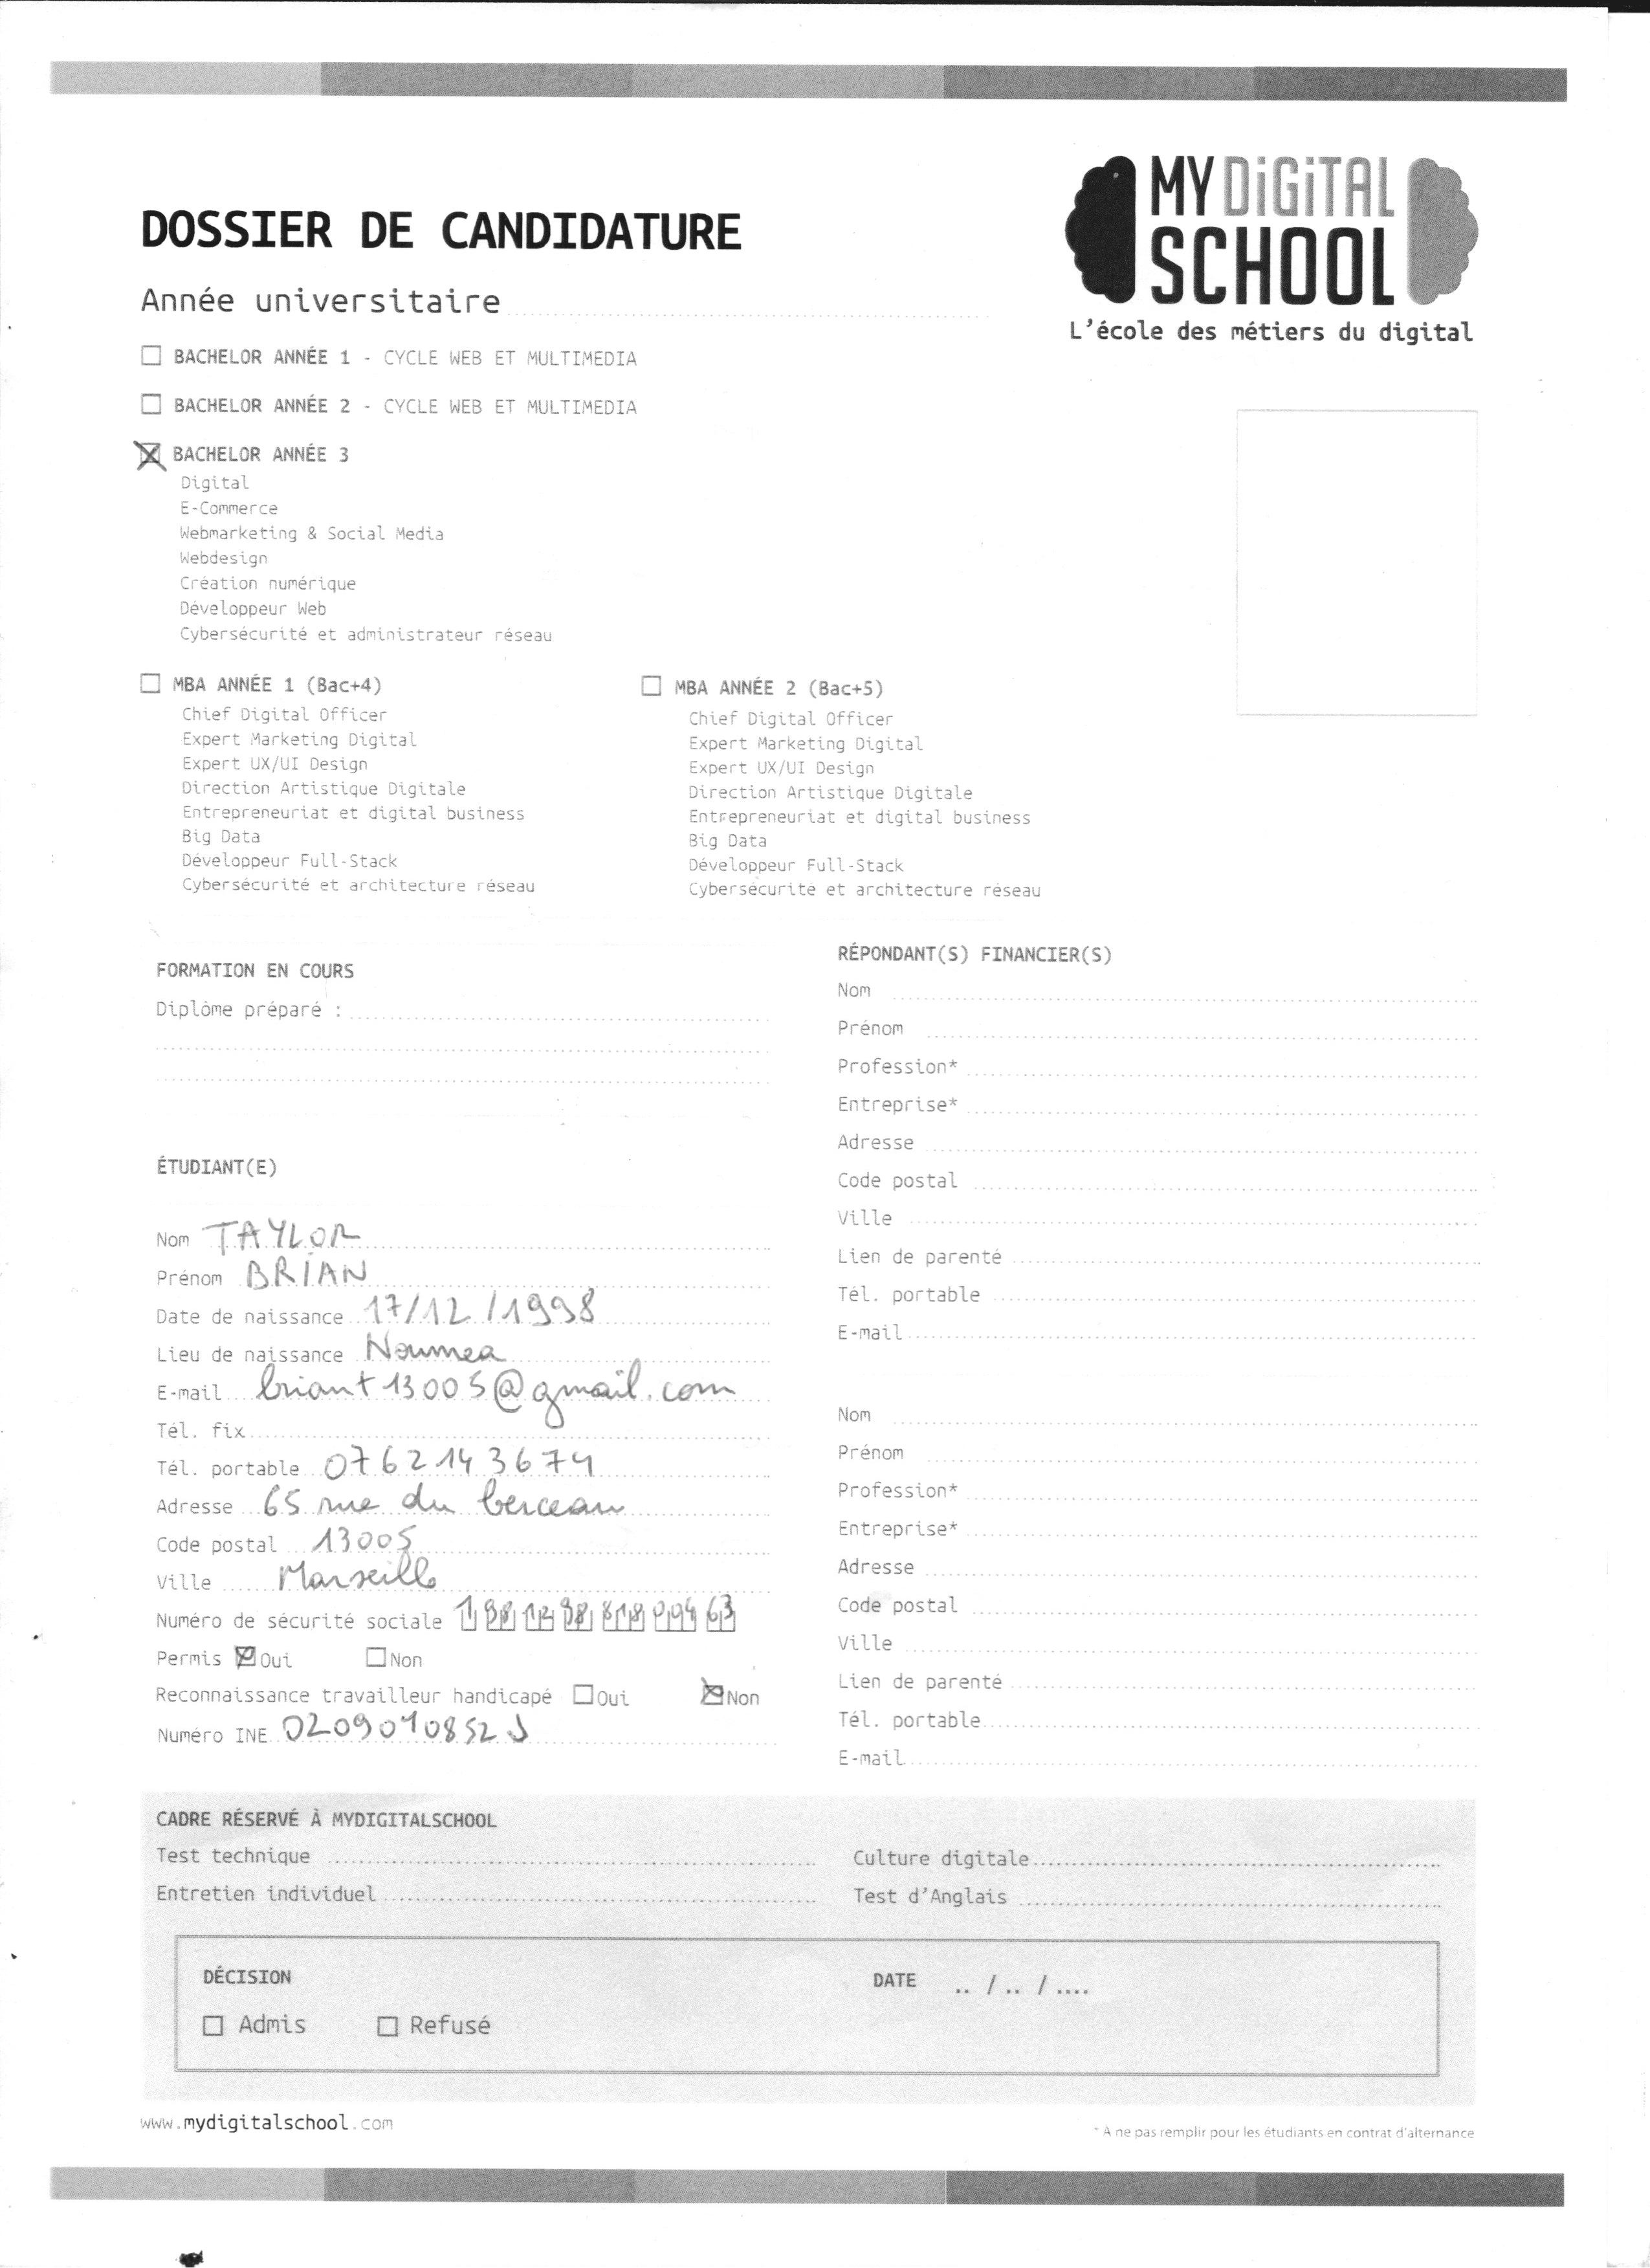 MY DIGITAL
SCHOOL
L'école des métiers du digital
DOSSIER DE CANDIDATURE
Année universitaire
BACHELOR ANNÉE 1 - CYCLE WEB ET MULTIMEDIA
BACHELOR ANNÉE 2 - CYCLE WEB ET MULTIMEDIA
BACHELOR ANNÉE 3
Digital
E-Commerce
Webmarketing & Social Media
Webdesign
Création numérique
Développeur Web
Cybersécurité et administrateur réseau
MBA ANNÉE 1 (Bac+4)
Chief Digital Officer
Expert Marketing Digital
Expert UX/UI Design
Direction Artistique Digitale
Entrepreneuriat et digital business
Big Data
Développeur Full-Stack
Cybersécurité et architecture réseau
MBA ANNÉE 2 (Bac+5)
Chief Digital Officer
Expert Marketing Digital
Expert UX/UI Design
Direction Artistique Digitale
Entrepreneuriat et digital business
Big Data
Développeur Full-Stack
Cybersécurité et architecture réseau
FORMATION EN COURS
Diplôme préparé :
ÉTUDIANT(E)
Nom TAYLOR
Prénom BRIAN
Date de naissance 17/12/1998
Lieu de naissance Noumea
E-mail briant13005@gmail.com
Tél. fix
Tél. portable 0762143674
Adresse 65 rue du berceau
Code postal 13005
Ville Marseille
Numéro de sécurité sociale
Permis Oui Non
Reconnaissance travailleur handicapé Oui Non
Numéro INE 0209010852J
RÉPONDANT(S) FINANCIER(S)
Nom
Prénom
Profession*
Entreprise*
Adresse
Code postal
Ville
Lien de parenté
Tél. portable
E-mail
Nom
Prénom
Profession*
Entreprise*
Adresse
Code postal
Ville
Lien de parenté
Tél. portable
E-mail
CADRE RÉSERVÉ À MYDIGITALSCHOOL
Test technique
Entretien individuel
Culture digitale
Test d'Anglais
DÉCISION
Admis Refusé
DATE .. / .. / ....
www.mydigitalschool.com
* A ne pas remplir pour les étudiants en contrat d'alternance